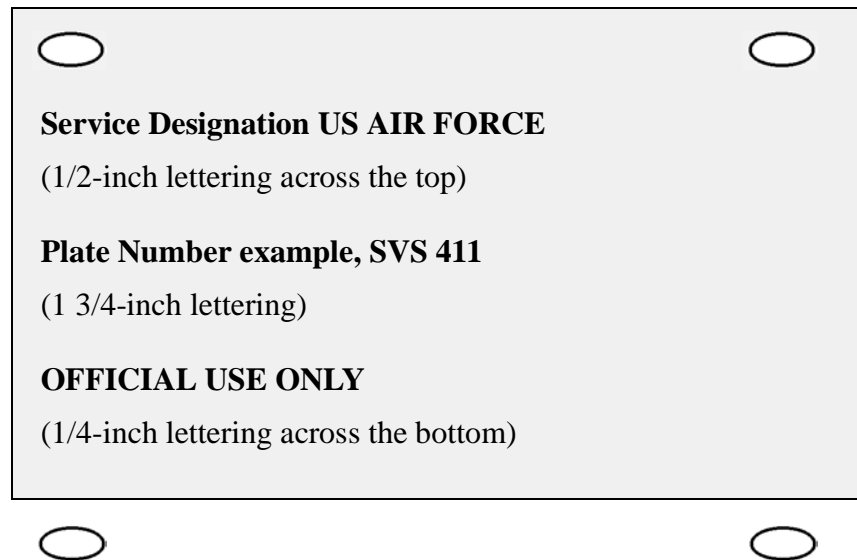 Service Designation US AIR FORCE
(1/2-inch lettering across the top)
Plate Number example, SVS 411
(1 3/4-inch lettering)
OFFICIAL USE ONLY
(1/4-inch lettering across the bottom)